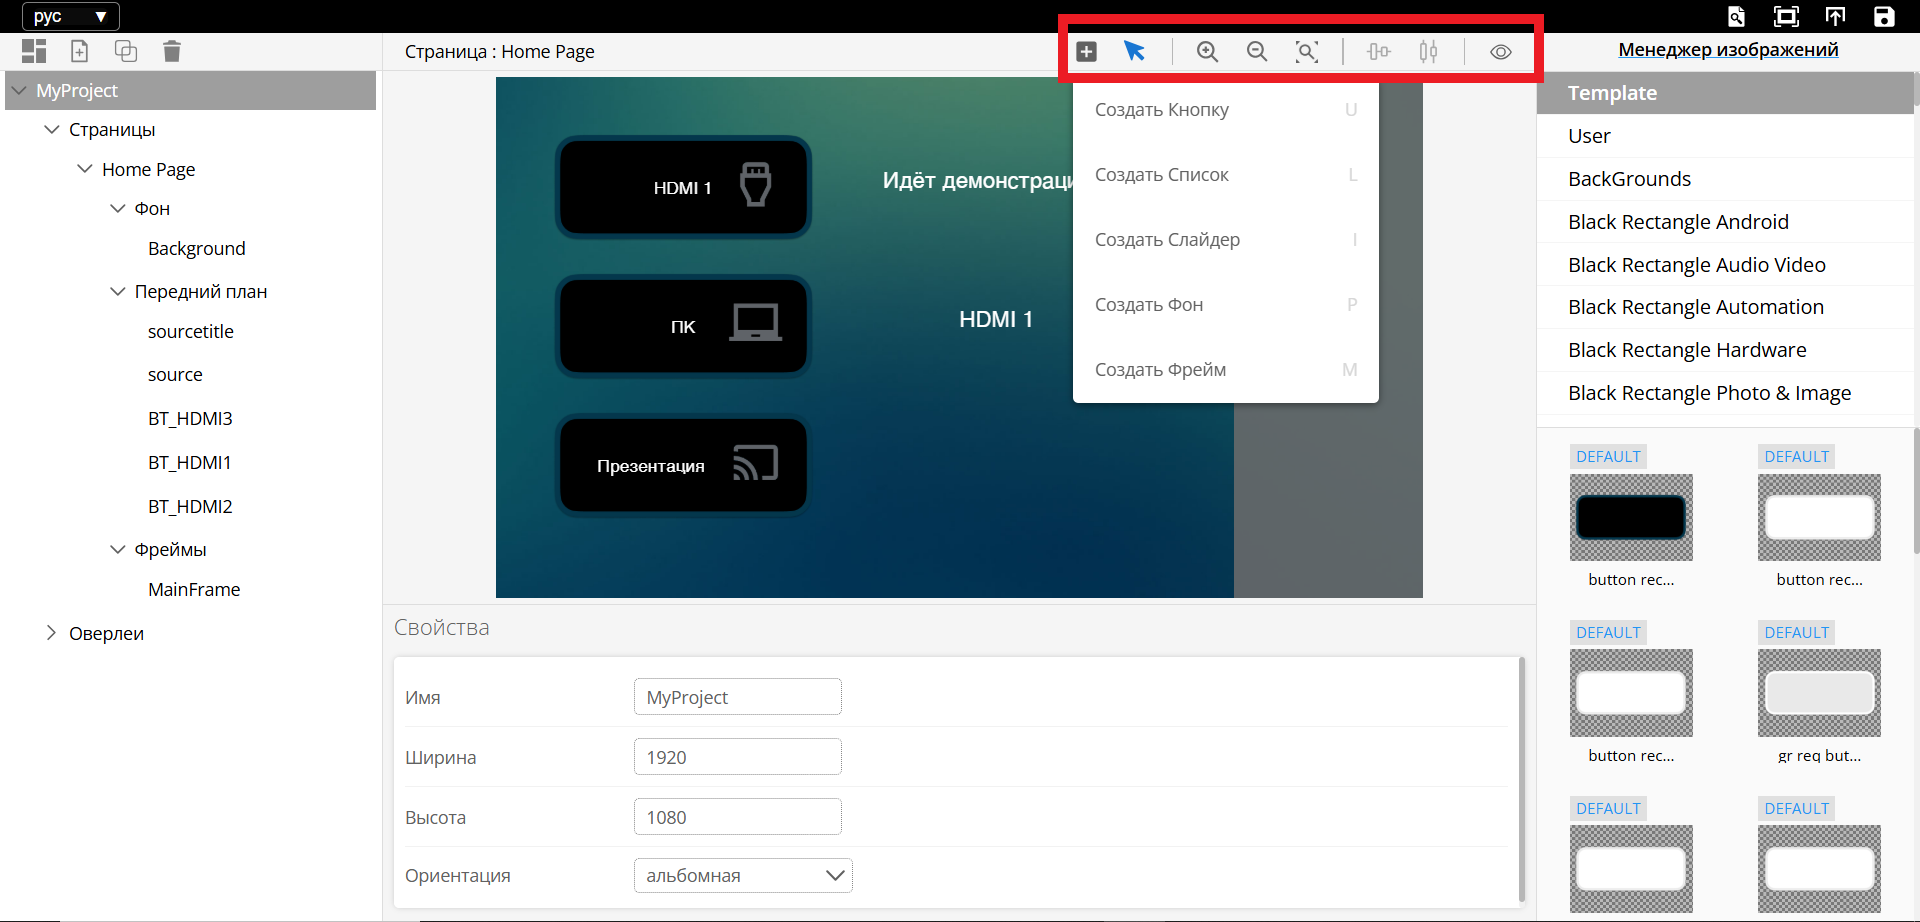 рус ▼
Страница : Home Page
Менеджер изображений
MyProject
Страницы
Home Page
Фон
Background
Передний план
sourcetitle
source
BT_HDMI3
BT_HDMI1
BT_HDMI2
Фреймы
MainFrame
Оверлеи
HDMI 1
ПК
Презентация
Идёт демонстраци
HDMI 1
Создать Кнопку U
Создать Список L
Создать Слайдер I
Создать Фон P
Создать Фрейм M
Свойства
Имя MyProject
Ширина 1920
Высота 1080
Ориентация альбомная
Template
User
BackGrounds
Black Rectangle Android
Black Rectangle Audio Video
Black Rectangle Automation
Black Rectangle Hardware
Black Rectangle Photo & Image
DEFAULT DEFAULT
button rec... button rec...
DEFAULT DEFAULT
button rec... gr req but...
DEFAULT DEFAULT